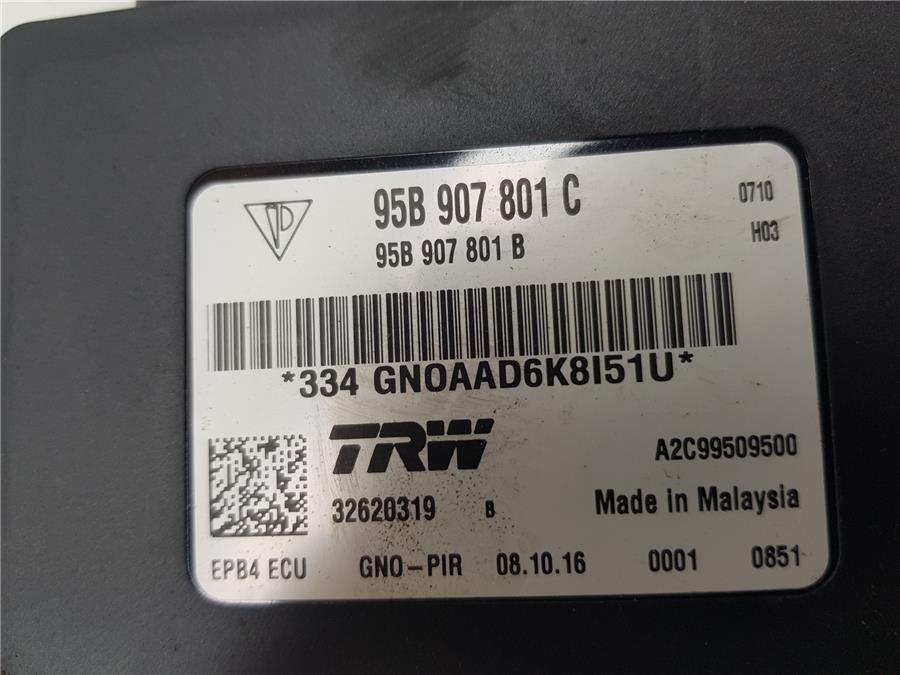 95B 907 801 C
0710
95B 907 801 B
H03
*334 GNOAAD6K8I51U*
TRW
A2C99509500
32620319 B
Made in Malaysia
EPB4 ECU GNO-PIR 08.10.16 0001 0851